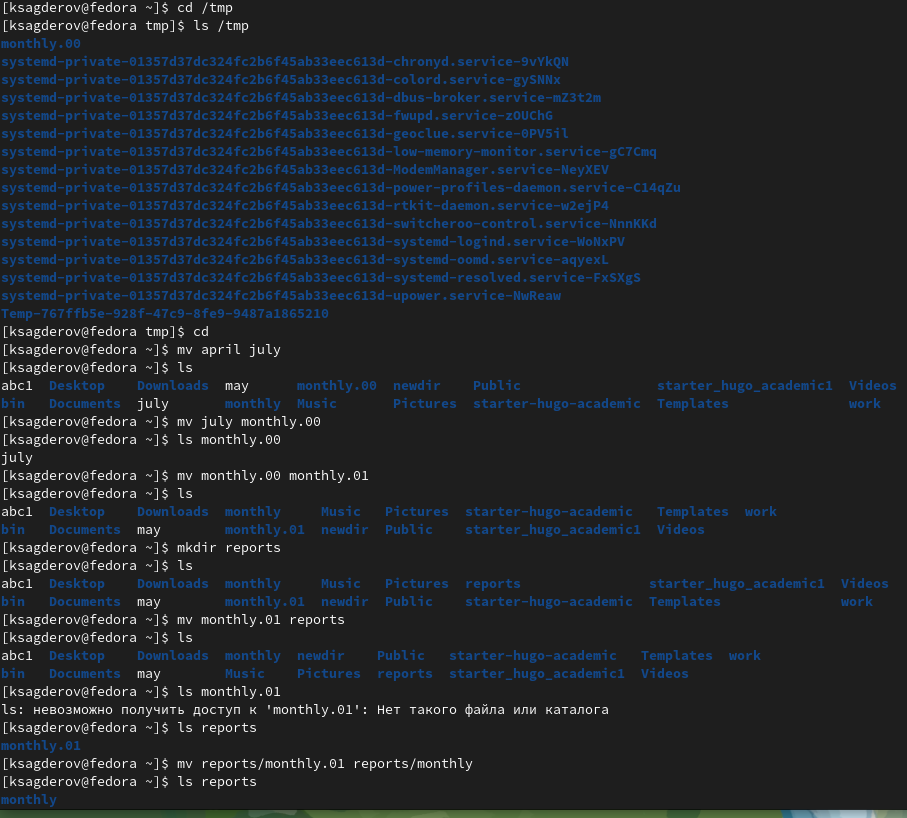 [ksagderov@fedora ~]$ cd /tmp
[ksagderov@fedora tmp]$ ls /tmp
monthly.00
systemd-private-01357d37dc324fc2b6f45ab33eec613d-chronyd.service-9vYkQN
systemd-private-01357d37dc324fc2b6f45ab33eec613d-colord.service-gySNNx
systemd-private-01357d37dc324fc2b6f45ab33eec613d-dbus-broker.service-mZ3t2m
systemd-private-01357d37dc324fc2b6f45ab33eec613d-fwupd.service-zOUChG
systemd-private-01357d37dc324fc2b6f45ab33eec613d-geoclue.service-0PV5il
systemd-private-01357d37dc324fc2b6f45ab33eec613d-low-memory-monitor.service-gC7Cmq
systemd-private-01357d37dc324fc2b6f45ab33eec613d-ModemManager.service-NeyXEV
systemd-private-01357d37dc324fc2b6f45ab33eec613d-power-profiles-daemon.service-C14qZu
systemd-private-01357d37dc324fc2b6f45ab33eec613d-rtkit-daemon.service-w2ejP4
systemd-private-01357d37dc324fc2b6f45ab33eec613d-switcheroo-control.service-NnnKKd
systemd-private-01357d37dc324fc2b6f45ab33eec613d-systemd-logind.service-WoNxPV
systemd-private-01357d37dc324fc2b6f45ab33eec613d-systemd-oomd.service-aqyexL
systemd-private-01357d37dc324fc2b6f45ab33eec613d-systemd-resolved.service-FxSXgS
systemd-private-01357d37dc324fc2b6f45ab33eec613d-upower.service-NwReaw
Temp-767ffb5e-928f-47c9-8fe9-9487a1865210
[ksagderov@fedora tmp]$ cd
[ksagderov@fedora ~]$ mv april july
[ksagderov@fedora ~]$ ls
abc1  Desktop    Downloads  may      monthly.00  newdir    Public                 starter_hugo_academic1  Videos
bin  Documents  july       monthly  Music       Pictures  starter-hugo-academic  Templates               work
[ksagderov@fedora ~]$ mv july monthly.00
[ksagderov@fedora ~]$ ls monthly.00
july
[ksagderov@fedora ~]$ mv monthly.00 monthly.01
[ksagderov@fedora ~]$ ls
abc1  Desktop    Downloads  monthly     Music   Pictures  starter-hugo-academic   Templates  work
bin   Documents  may        monthly.01  newdir  Public    starter_hugo_academic1  Videos
[ksagderov@fedora ~]$ mkdir reports
[ksagderov@fedora ~]$ ls
abc1  Desktop    Downloads  monthly     Music   Pictures  reports                starter_hugo_academic1  Videos
bin   Documents  may        monthly.01  newdir  Public    starter-hugo-academic  Templates               work
[ksagderov@fedora ~]$ mv monthly.01 reports
[ksagderov@fedora ~]$ ls
abc1  Desktop    Downloads  monthly  newdir    Public   starter-hugo-academic   Templates  work
bin   Documents  may        Music    Pictures  reports  starter_hugo_academic1  Videos
[ksagderov@fedora ~]$ ls monthly.01
ls: невозможно получить доступ к 'monthly.01': Нет такого файла или каталога
[ksagderov@fedora ~]$ ls reports
monthly.01
[ksagderov@fedora ~]$ mv reports/monthly.01 reports/monthly
[ksagderov@fedora ~]$ ls reports
monthly